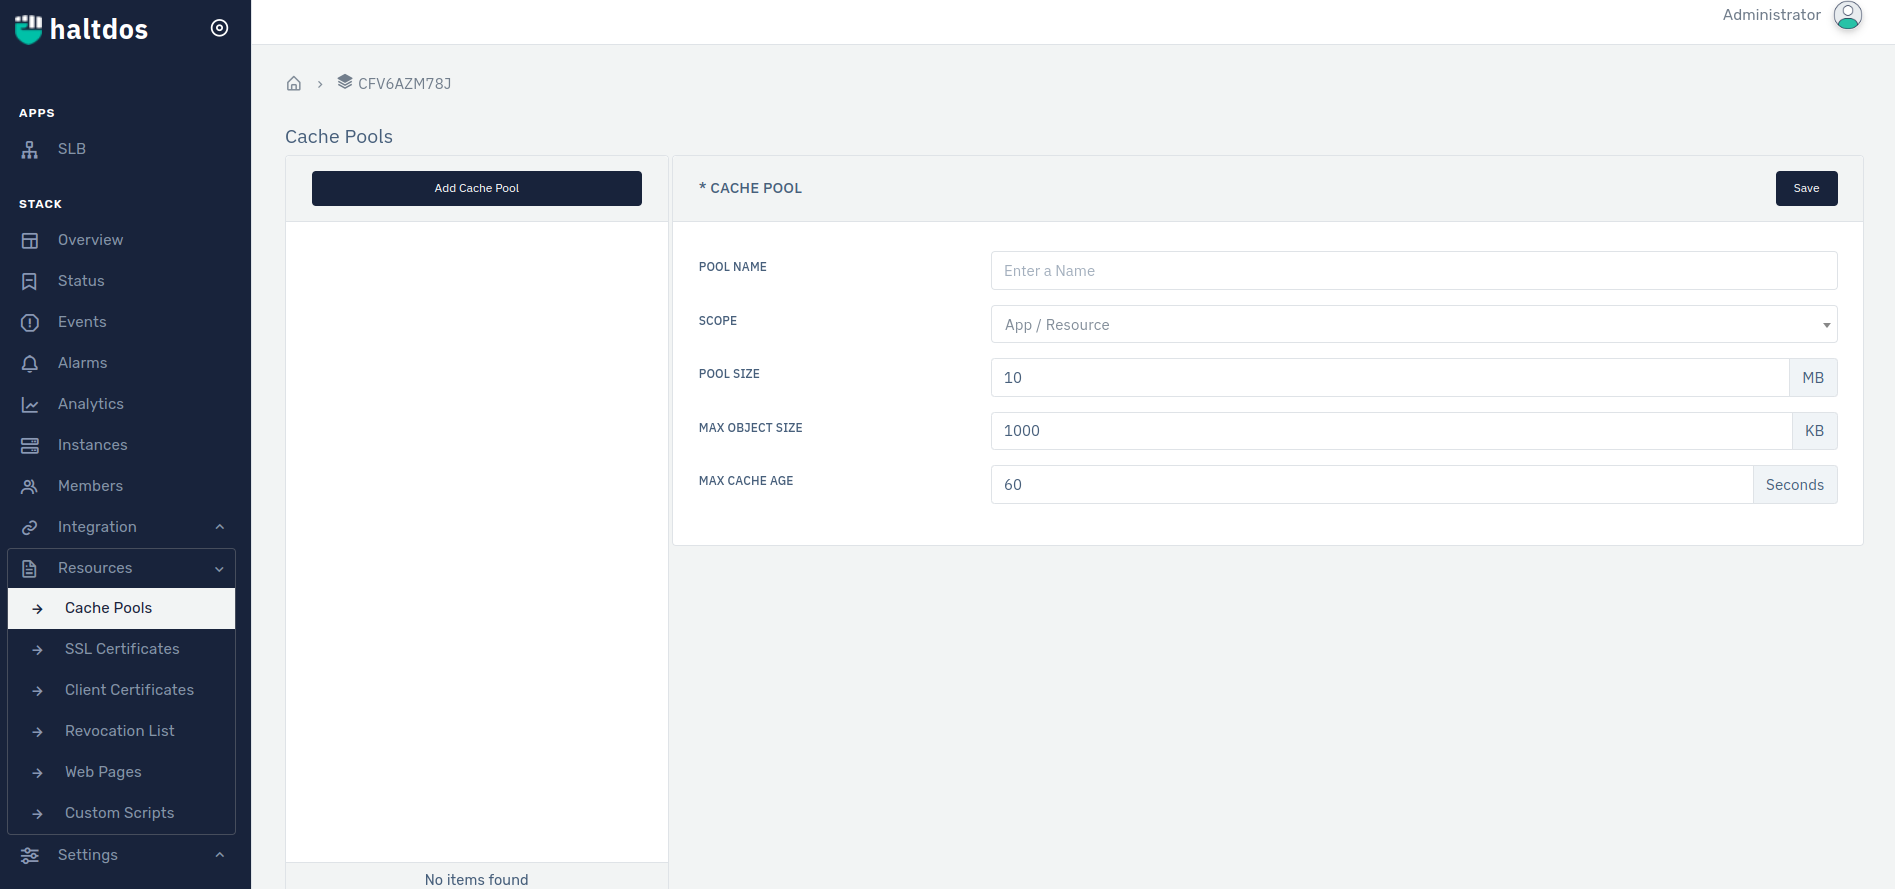 haltdos
Administrator
CFV6AZM78J
APPS
SLB
STACK
Overview
Status
Events
Alarms
Analytics
Instances
Members
Integration
Resources
Cache Pools
SSL Certificates
Client Certificates
Revocation List
Web Pages
Custom Scripts
Settings
Cache Pools
Add Cache Pool
No items found
* CACHE POOL
Save
POOL NAME
Enter a Name
SCOPE
App / Resource
POOL SIZE
10
MB
MAX OBJECT SIZE
1000
KB
MAX CACHE AGE
60
Seconds